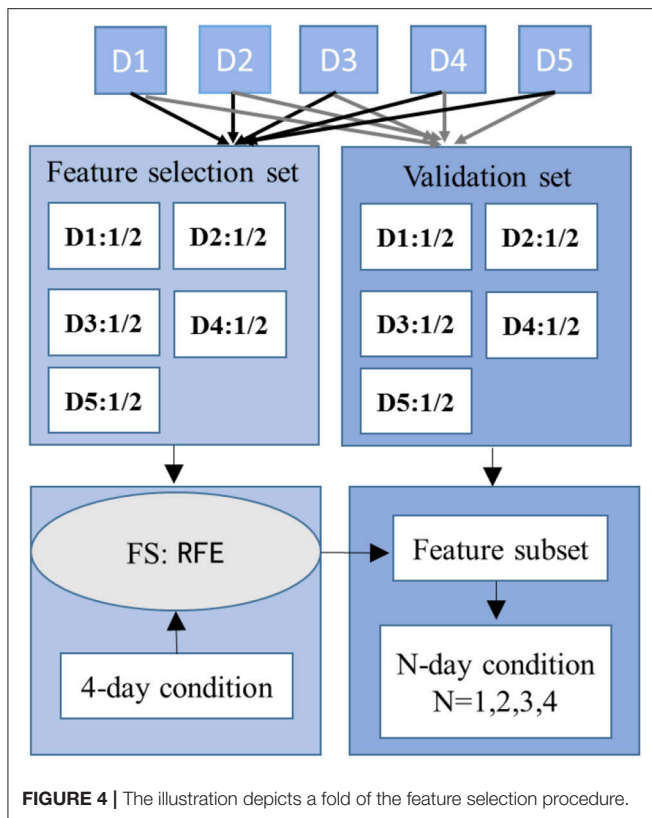 D1 D2 D3 D4 D5
Feature selection set
D1:1/2 D2:1/2
D3:1/2 D4:1/2
D5:1/2
Validation set
D1:1/2 D2:1/2
D3:1/2 D4:1/2
D5:1/2
FS: RFE
4-day condition
Feature subset
N-day condition
N=1,2,3,4
FIGURE 4 | The illustration depicts a fold of the feature selection procedure.